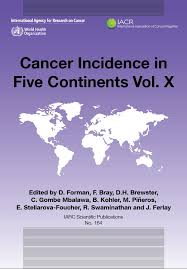 International Agency for Research on Cancer
World Health
Organization
IACR
International Association of Cancer Registries
Cancer Incidence in
Five Continents Vol. X
Edited by D. Forman, F. Bray, D.H. Brewster,
C. Gombe Mbalawa, B. Kohler, M. Piñeros,
E. Steliarova-Foucher, R. Swaminathan and J. Ferlay
IARC Scientific Publications
No. 164